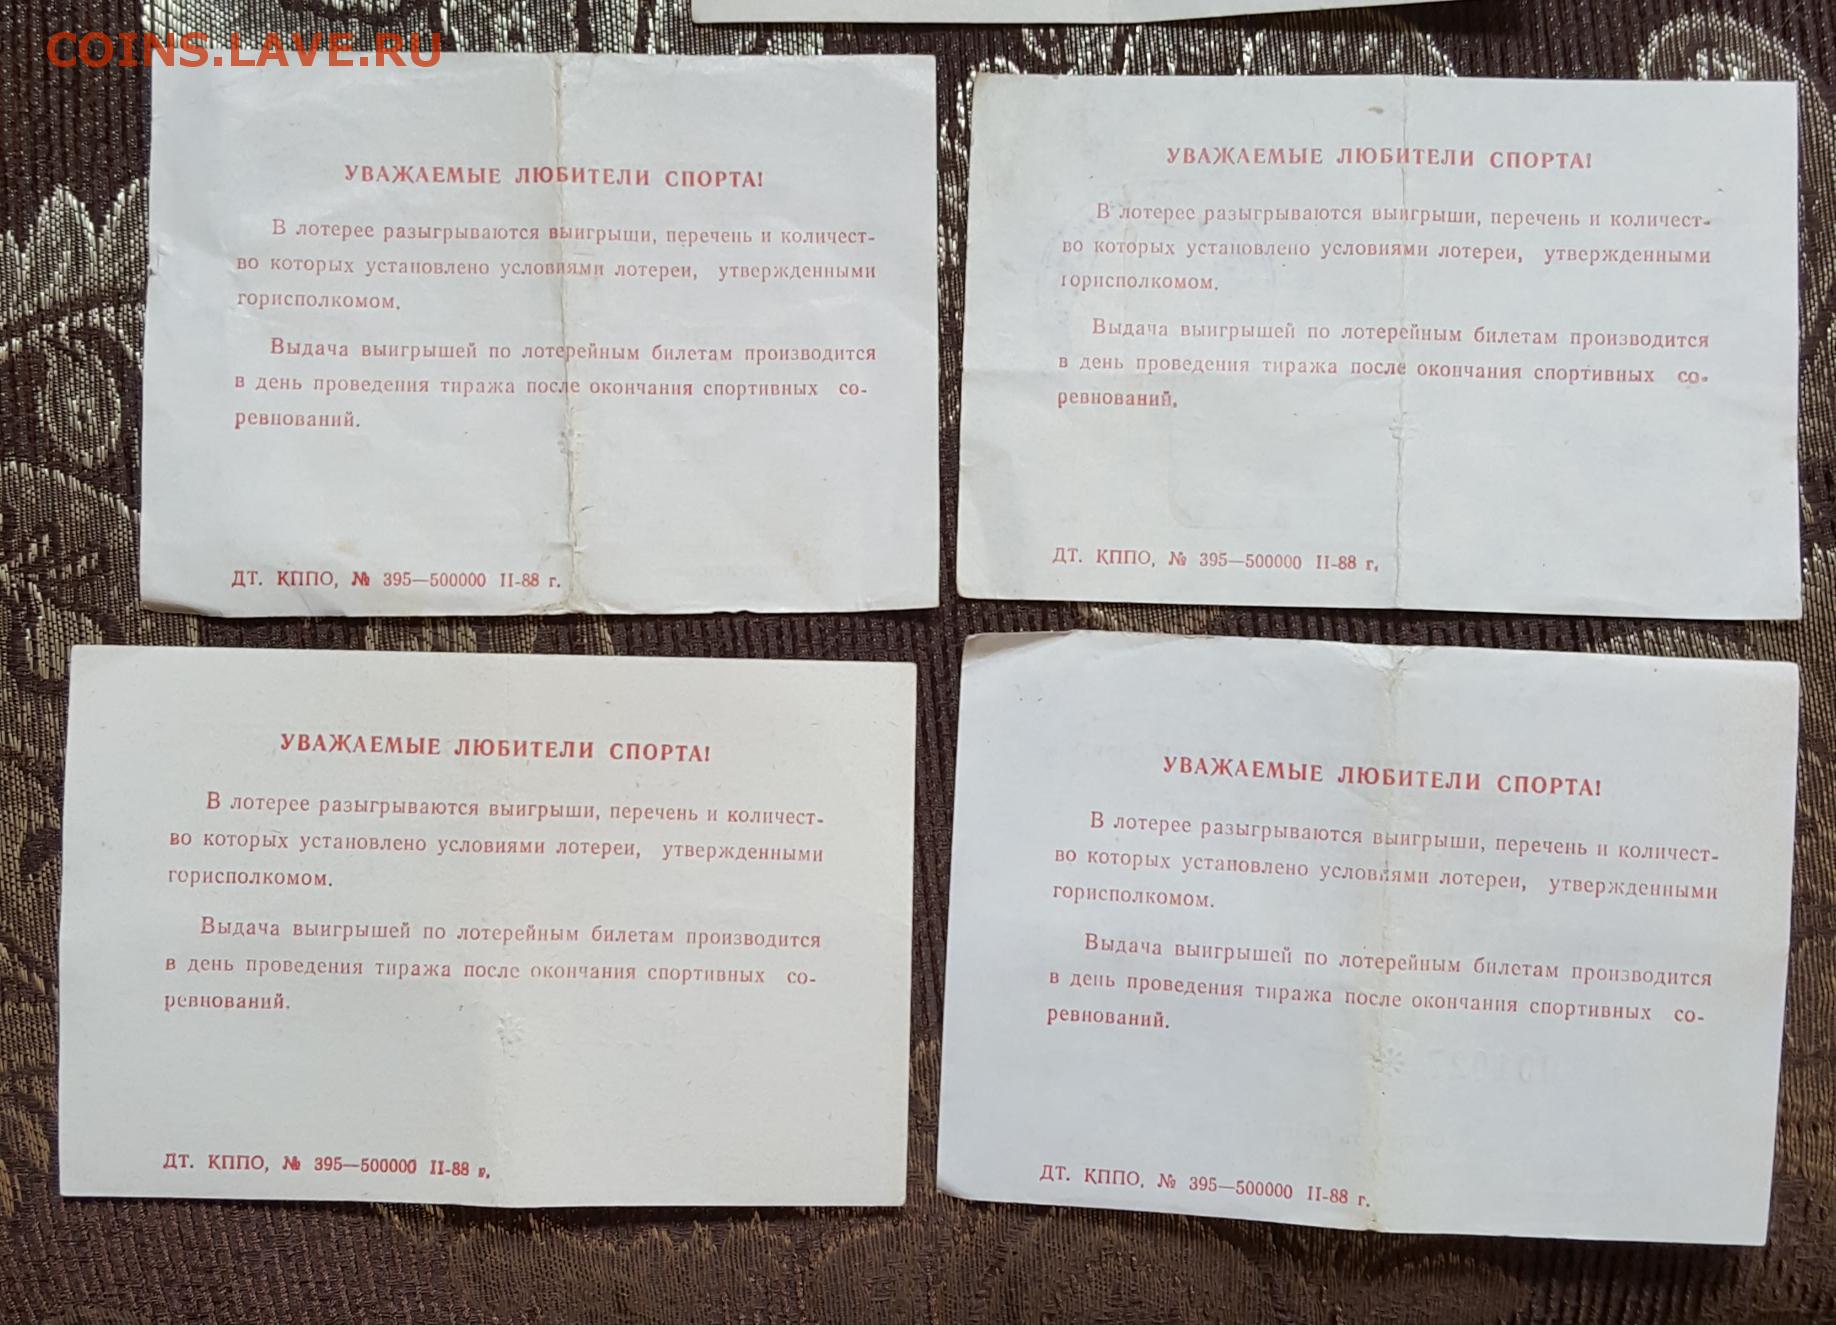 COINS.LAVE.RU
УВАЖАЕМЫЕ ЛЮБИТЕЛИ СПОРТА!
В лотерее разыгрываются выигрыши, перечень и количест-
во которых установлено условиями лотереи, утвержденными
горисполкомом.
Выдача выигрышей по лотерейным билетам производится
в день проведения тиража после окончания спортивных со-
ревнований.
ДТ. КППО, № 395—500000 II-88 г.
УВАЖАЕМЫЕ ЛЮБИТЕЛИ СПОРТА!
В лотерее разыгрываются выигрыши, перечень и количест-
во которых установлено условиями лотереи, утвержденными
горисполкомом.
Выдача выигрышей по лотерейным билетам производится
в день проведения тиража после окончания спортивных со-
ревнований.
ДТ. КППО, № 395—500000 II-88 г.
УВАЖАЕМЫЕ ЛЮБИТЕЛИ СПОРТА!
В лотерее разыгрываются выигрыши, перечень и количест-
во которых установлено условиями лотереи, утвержденными
горисполкомом.
Выдача выигрышей по лотерейным билетам производится
в день проведения тиража после окончания спортивных со-
ревнований.
ДТ. КППО, № 395—500000 II-88 г.
УВАЖАЕМЫЕ ЛЮБИТЕЛИ СПОРТА!
В лотерее разыгрываются выигрыши, перечень и количест-
во которых установлено условиями лотереи, утвержденными
горисполкомом.
Выдача выигрышей по лотерейным билетам производится
в день проведения тиража после окончания спортивных со-
ревнований.
ДТ. КППО, № 395—500000 II-88 г.